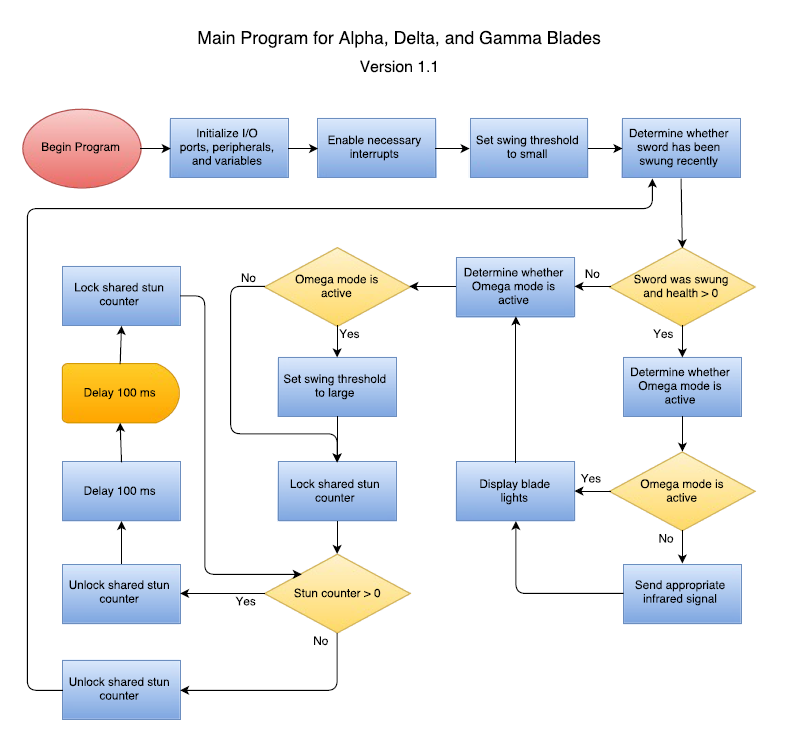 Main Program for Alpha, Delta, and Gamma Blades
Version 1.1
Begin Program
Initialize I/O
ports, peripherals,
and variables
Enable necessary
interrupts
Set swing threshold
to small
Determine whether
sword has been
swung recently
Sword was swung
and health > 0
No
Yes
Determine whether
Omega mode is
active
Determine whether
Omega mode is
active
Omega mode is
active
Yes
No
Send appropriate
infrared signal
Display blade
lights
Omega mode is
active
No
Yes
Set swing threshold
to large
Lock shared stun
counter
Stun counter > 0
Yes
No
Unlock shared stun
counter
Delay 100 ms
Delay 100 ms
Lock shared stun
counter
Unlock shared stun
counter